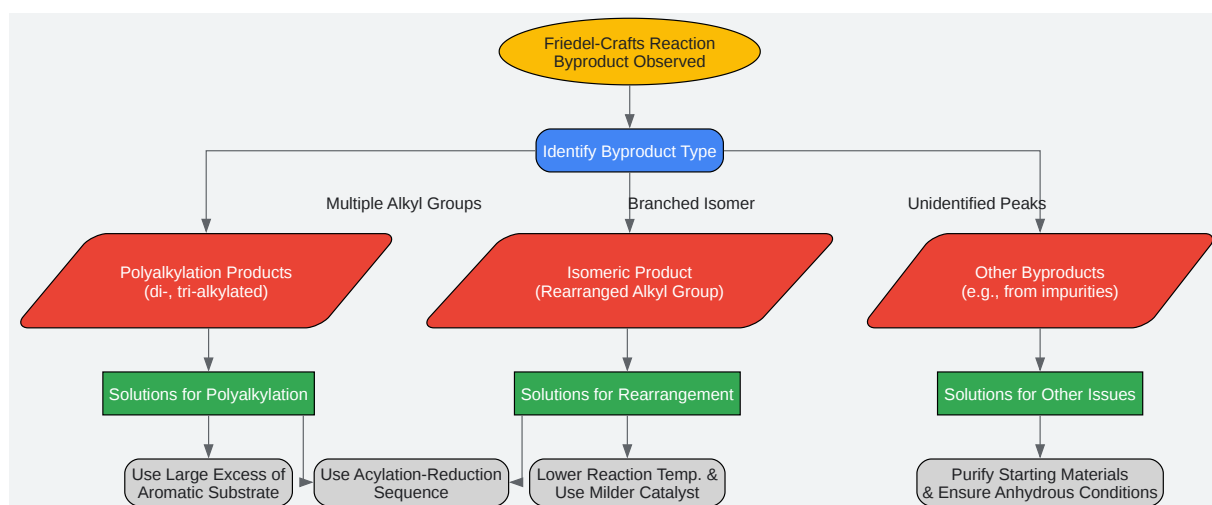 Friedel-Crafts Reaction
Byproduct Observed
Identify Byproduct Type
Multiple Alkyl Groups
Branched Isomer
Unidentified Peaks
Polyalkylation Products
(di-, tri-alkylated)
Isomeric Product
(Rearranged Alkyl Group)
Other Byproducts
(e.g., from impurities)
Solutions for Polyalkylation
Solutions for Rearrangement
Solutions for Other Issues
Use Large Excess of
Aromatic Substrate
Use Acylation-Reduction
Sequence
Lower Reaction Temp. &
Use Milder Catalyst
Purify Starting Materials
& Ensure Anhydrous Conditions